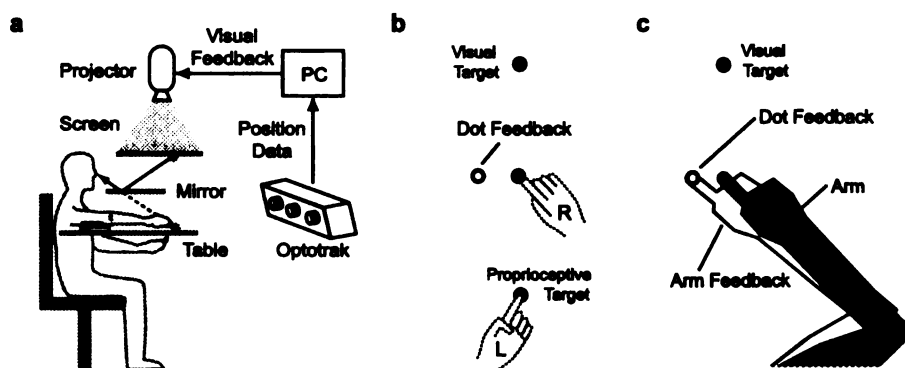 a
Visual
Feedback
Projector
PC
Screen
Position
Data
Mirror
Table
Optotrak
b
Visual
Target
Dot Feedback
R
Proprioceptive
Target
L
c
Visual
Target
Dot Feedback
Arm
Arm Feedback